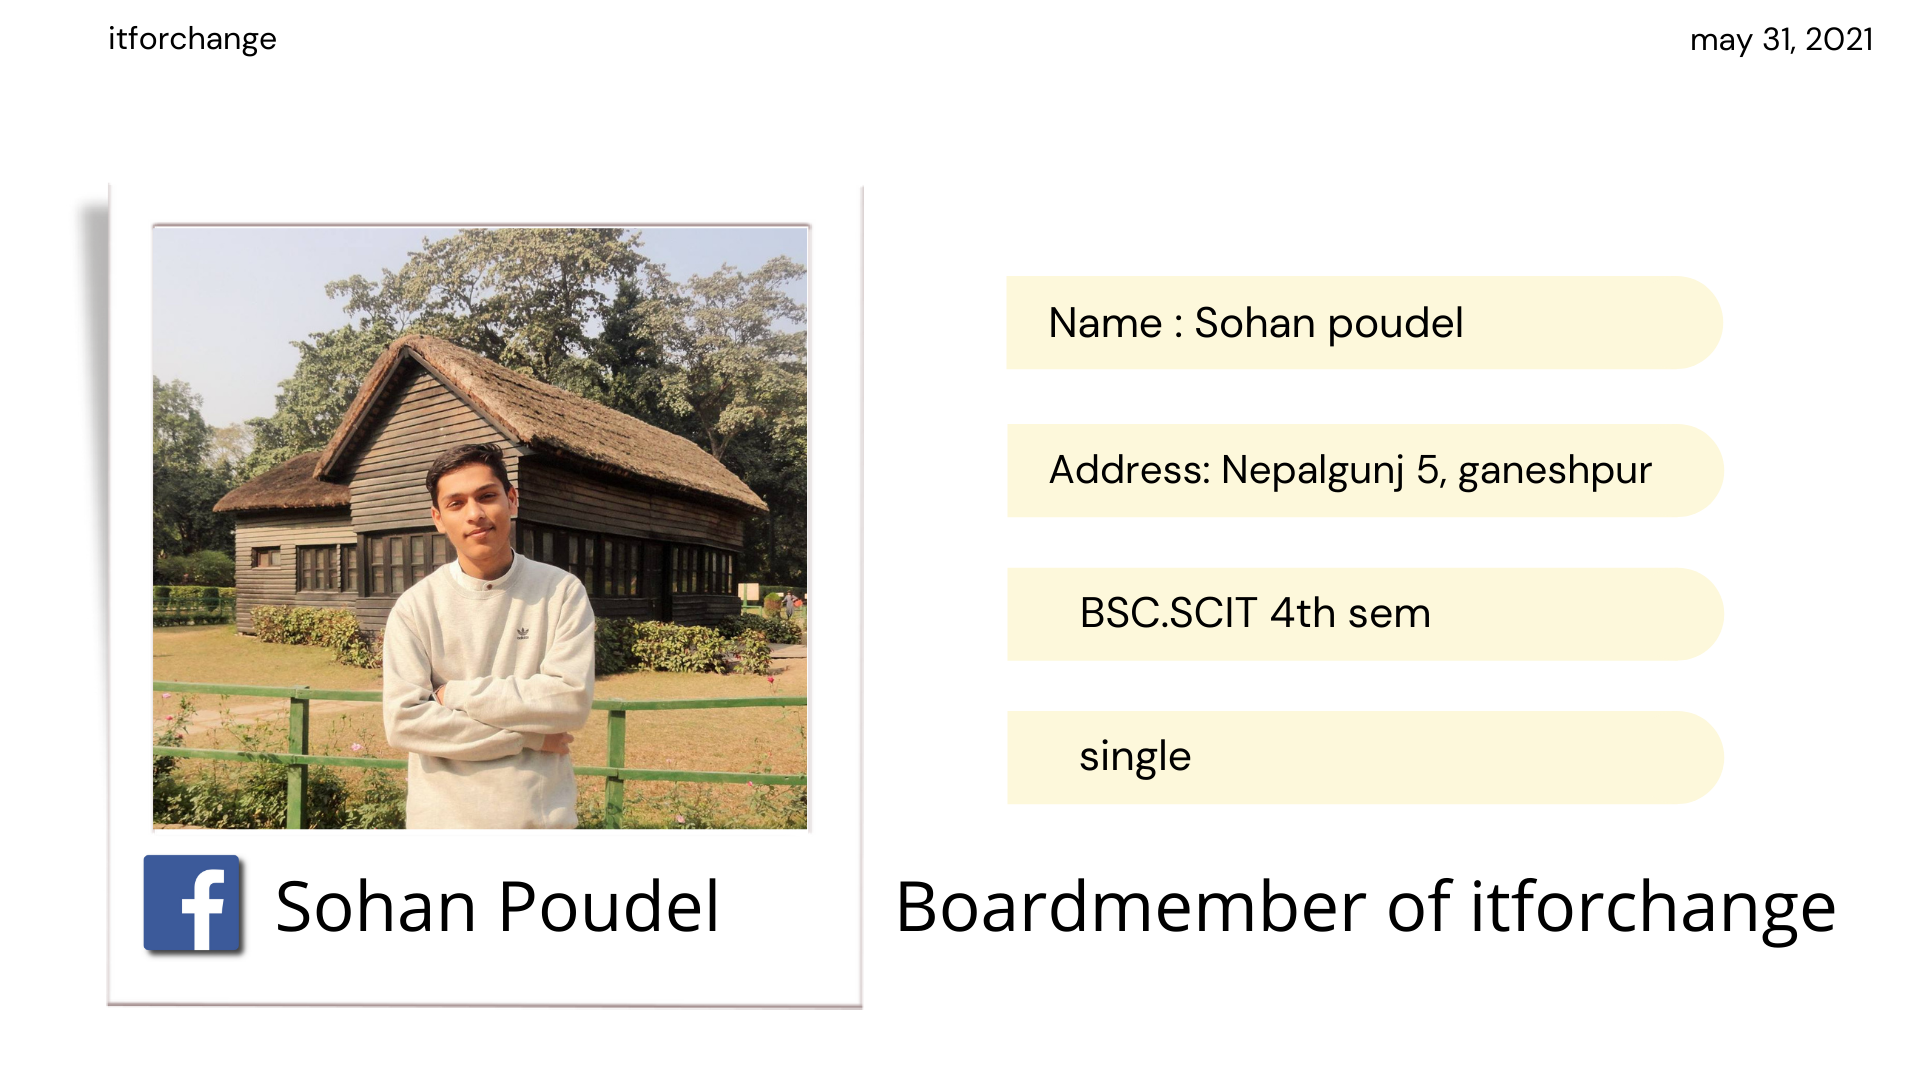 itforchange
may 31, 2021
Name : Sohan poudel
Address: Nepalgunj 5, ganeshpur
BSC.SCIT 4th sem
single
Sohan Poudel
Boardmember of itforchange